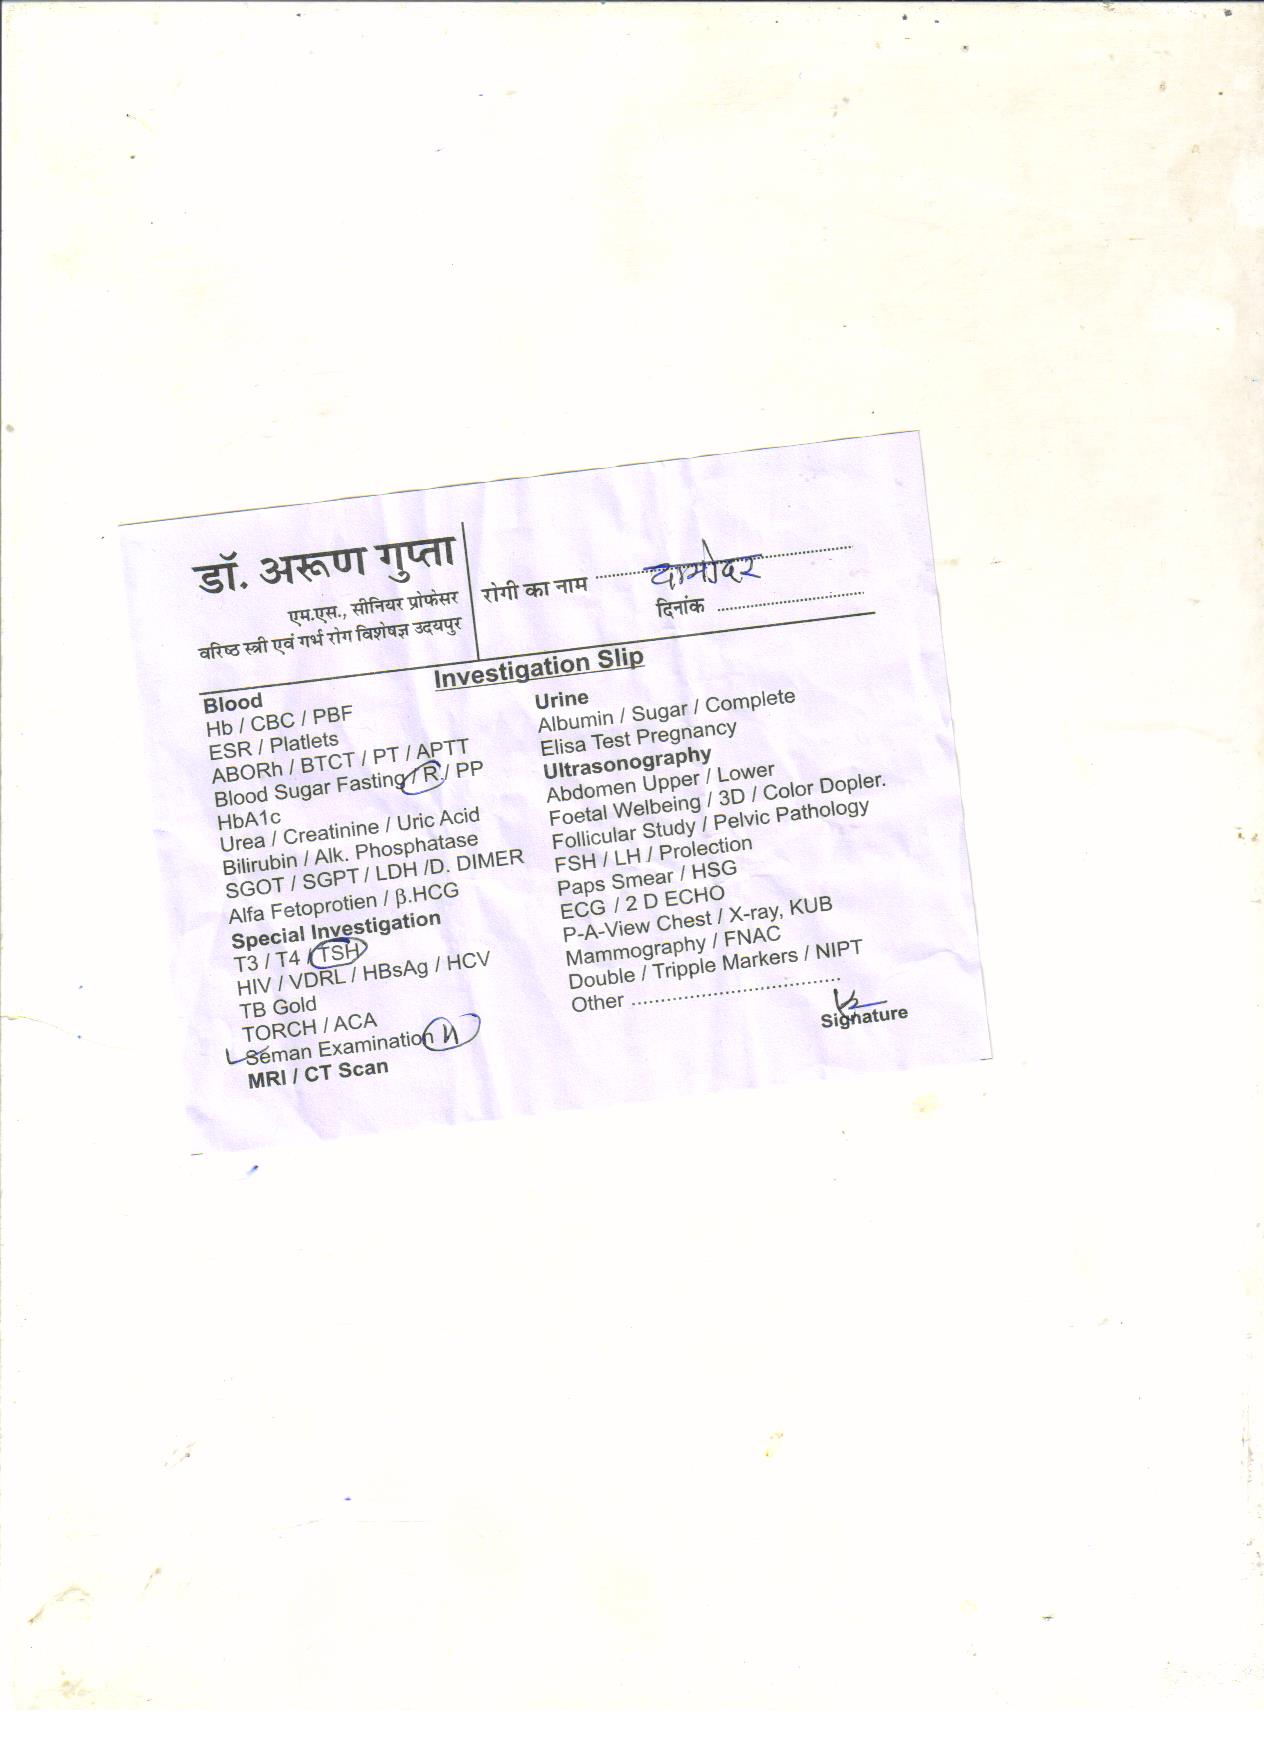 डॉ. अरूण गुप्ता
एम.एस., सीनियर प्रोफेसर
वरिष्ठ स्त्री एवं गर्भ रोग विशेषज्ञ उदयपुर
रोगी का नाम दामोदर
दिनांक
Investigation Slip
Blood
Hb / CBC / PBF
ESR / Platlets
ABORh / BTCT / PT / APTT
Blood Sugar Fasting / R / PP
HbA1c
Urea / Creatinine / Uric Acid
Bilirubin / Alk. Phosphatase
SGOT / SGPT / LDH /D. DIMER
Alfa Fetoprotien / β.HCG
Special Investigation
T3 / T4 / TSH
HIV / VDRL / HBsAg / HCV
TB Gold
TORCH / ACA
Seman Examination
MRI / CT Scan
Urine
Albumin / Sugar / Complete
Elisa Test Pregnancy
Ultrasonography
Abdomen Upper / Lower
Foetal Welbeing / 3D / Color Dopler.
Follicular Study / Pelvic Pathology
FSH / LH / Prolection
Paps Smear / HSG
ECG / 2 D ECHO
P-A-View Chest / X-ray, KUB
Mammography / FNAC
Double / Tripple Markers / NIPT
Other
Signature